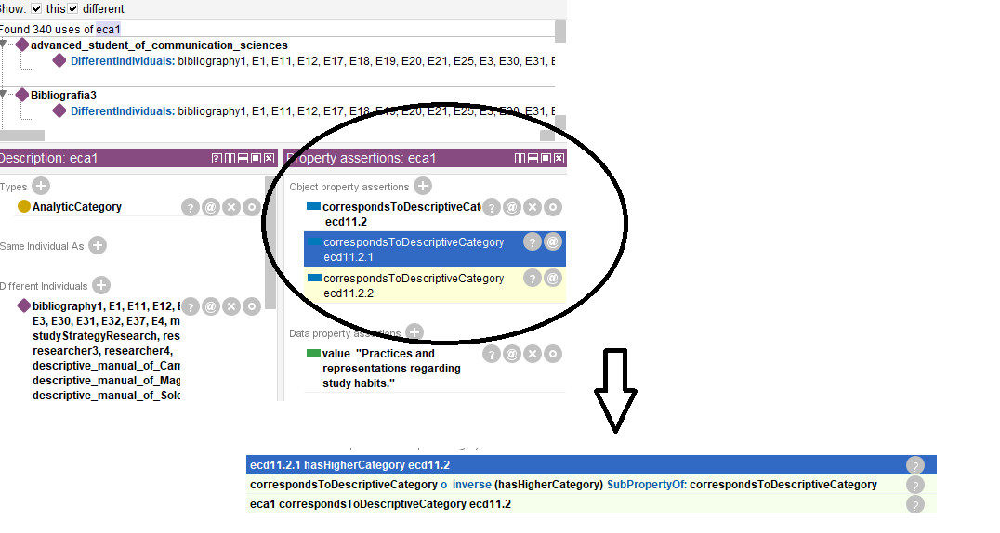 Show: this different
Found 340 uses of eca1
advanced_student_of_communication_sciences
DifferentIndividuals: bibliography1, E1, E11, E12, E17, E18, E19, E20, E21, E25, E3, E30, E31, E
Bibliografia3
DifferentIndividuals: bibliography1, E1, E11, E12, E17, E18, E19, E20, E21, E25, E3, E30, E31, E
Description: eca1
Property assertions: eca1
Types
AnalyticCategory
Same Individual As
Different Individuals
bibliography1, E1, E11, E12, E
E3, E30, E31, E32, E37, E4, m
studyStrategyResearch, res
researcher3, researcher4,
descriptive_manual_of_Cam
descriptive_manual_of_Mag
descriptive_manual_of_Sole
Object property assertions
correspondsToDescriptiveCat
ecd11.2
correspondsToDescriptiveCategory
ecd11.2.1
correspondsToDescriptiveCategory
ecd11.2.2
Data property assertions
value "Practices and
representations regarding
study habits."
ecd11.2.1 hasHigherCategory ecd11.2
correspondsToDescriptiveCategory o inverse (hasHigherCategory) SubPropertyOf: correspondsToDescriptiveCategory
eca1 correspondsToDescriptiveCategory ecd11.2